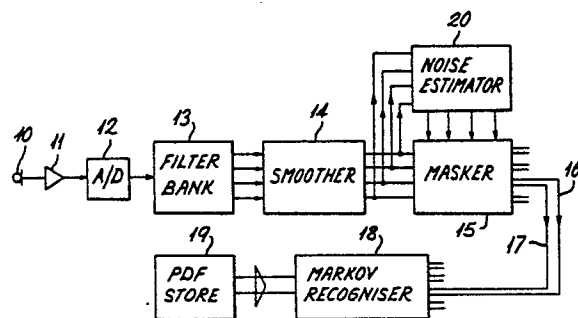 20
NOISE
ESTIMATOR
10
11
12
A/D
13
FILTER
BANK
14
SMOOTHER
MASKER
15
16
17
19
PDF
STORE
18
MARKOV
RECOGNISER